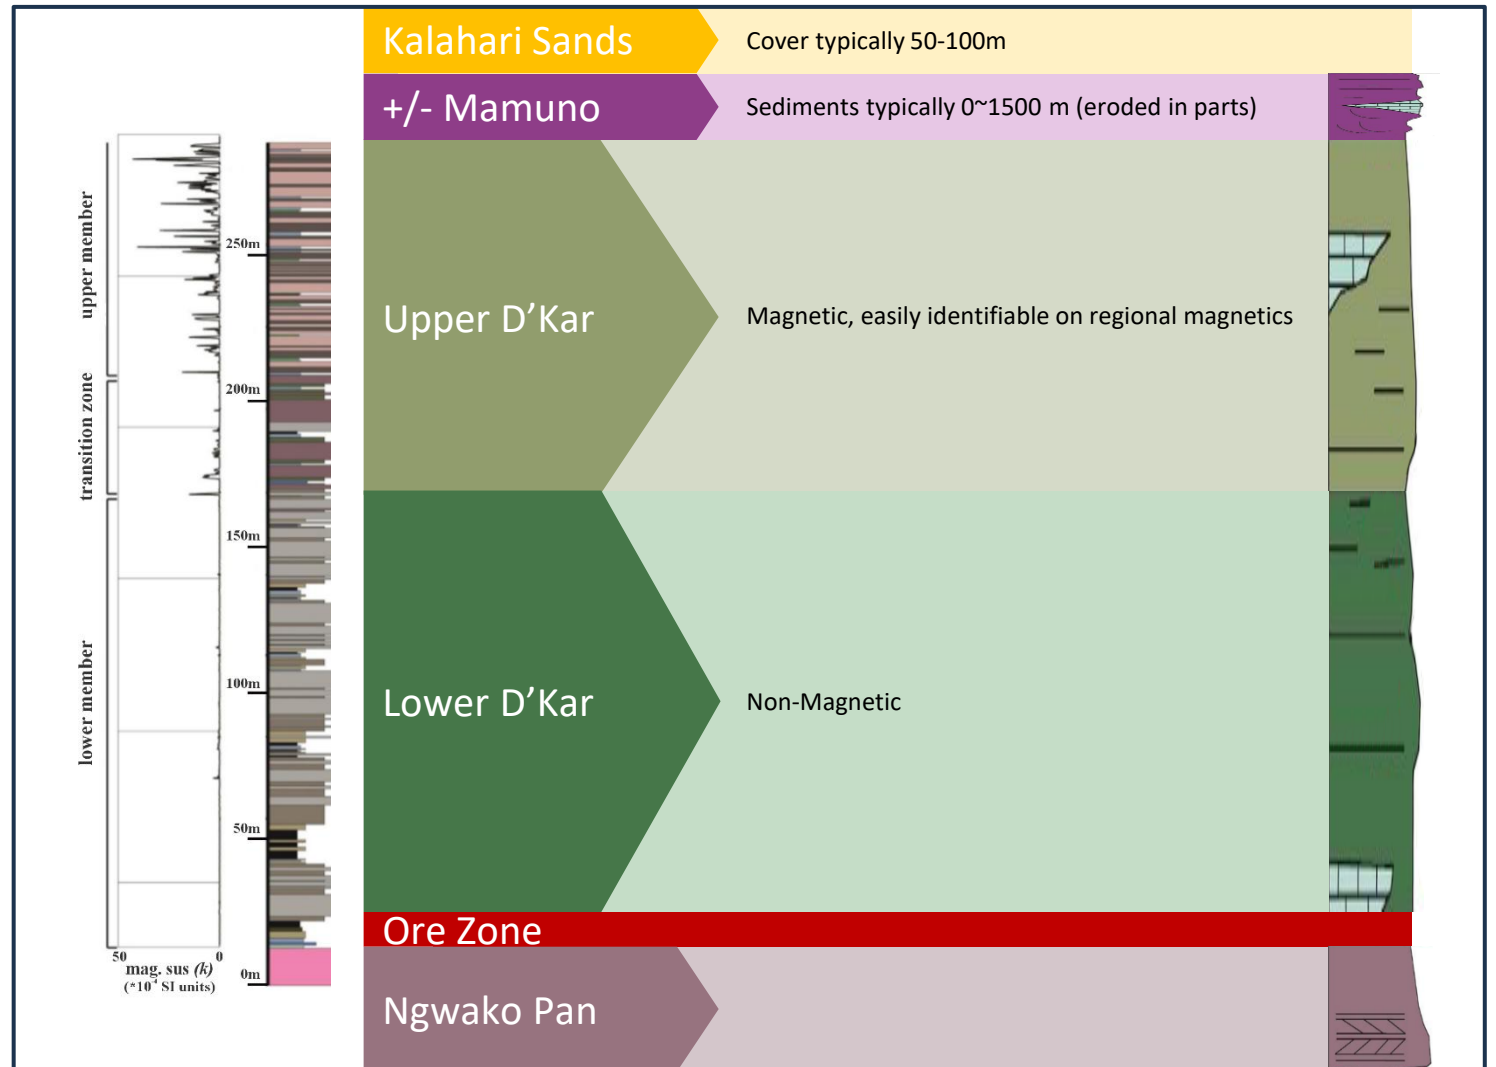 Kalahari Sands
Cover typically 50-100m
+/- Mamuno
Sediments typically 0~1500 m (eroded in parts)
Upper D’Kar
Magnetic, easily identifiable on regional magnetics
Lower D’Kar
Non-Magnetic
Ore Zone
Ngwako Pan
upper member
transition zone
lower member
250m
200m
150m
100m
50m
0m
50
0
mag. sus (k)
(*10⁻⁴ SI units)